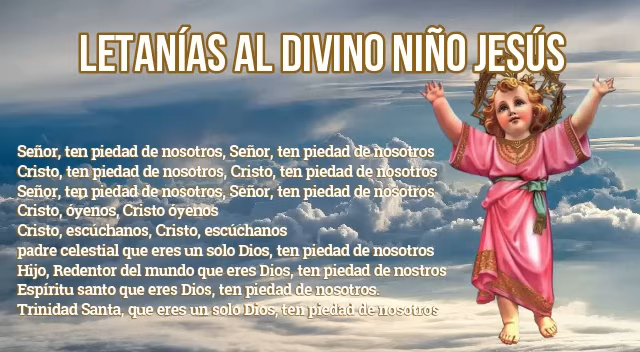 LETANÍAS AL DIVINO NIÑO JESÚS
Señor, ten piedad de nosotros, Señor, ten piedad de nosotros
Cristo, ten piedad de nosotros, Cristo, ten piedad de nosotros
Señor, ten piedad de nosotros, Señor, ten piedad de nosotros.
Cristo, óyenos, Cristo óyenos
Cristo, escúchanos, Cristo, escúchanos
padre celestial que eres un solo Dios, ten piedad de nosotros
Hijo, Redentor del mundo que eres Dios, ten piedad de nostros
Espíritu santo que eres Dios, ten piedad de nosotros.
Trinidad Santa, que eres un solo Dios, ten piedad de nosotros